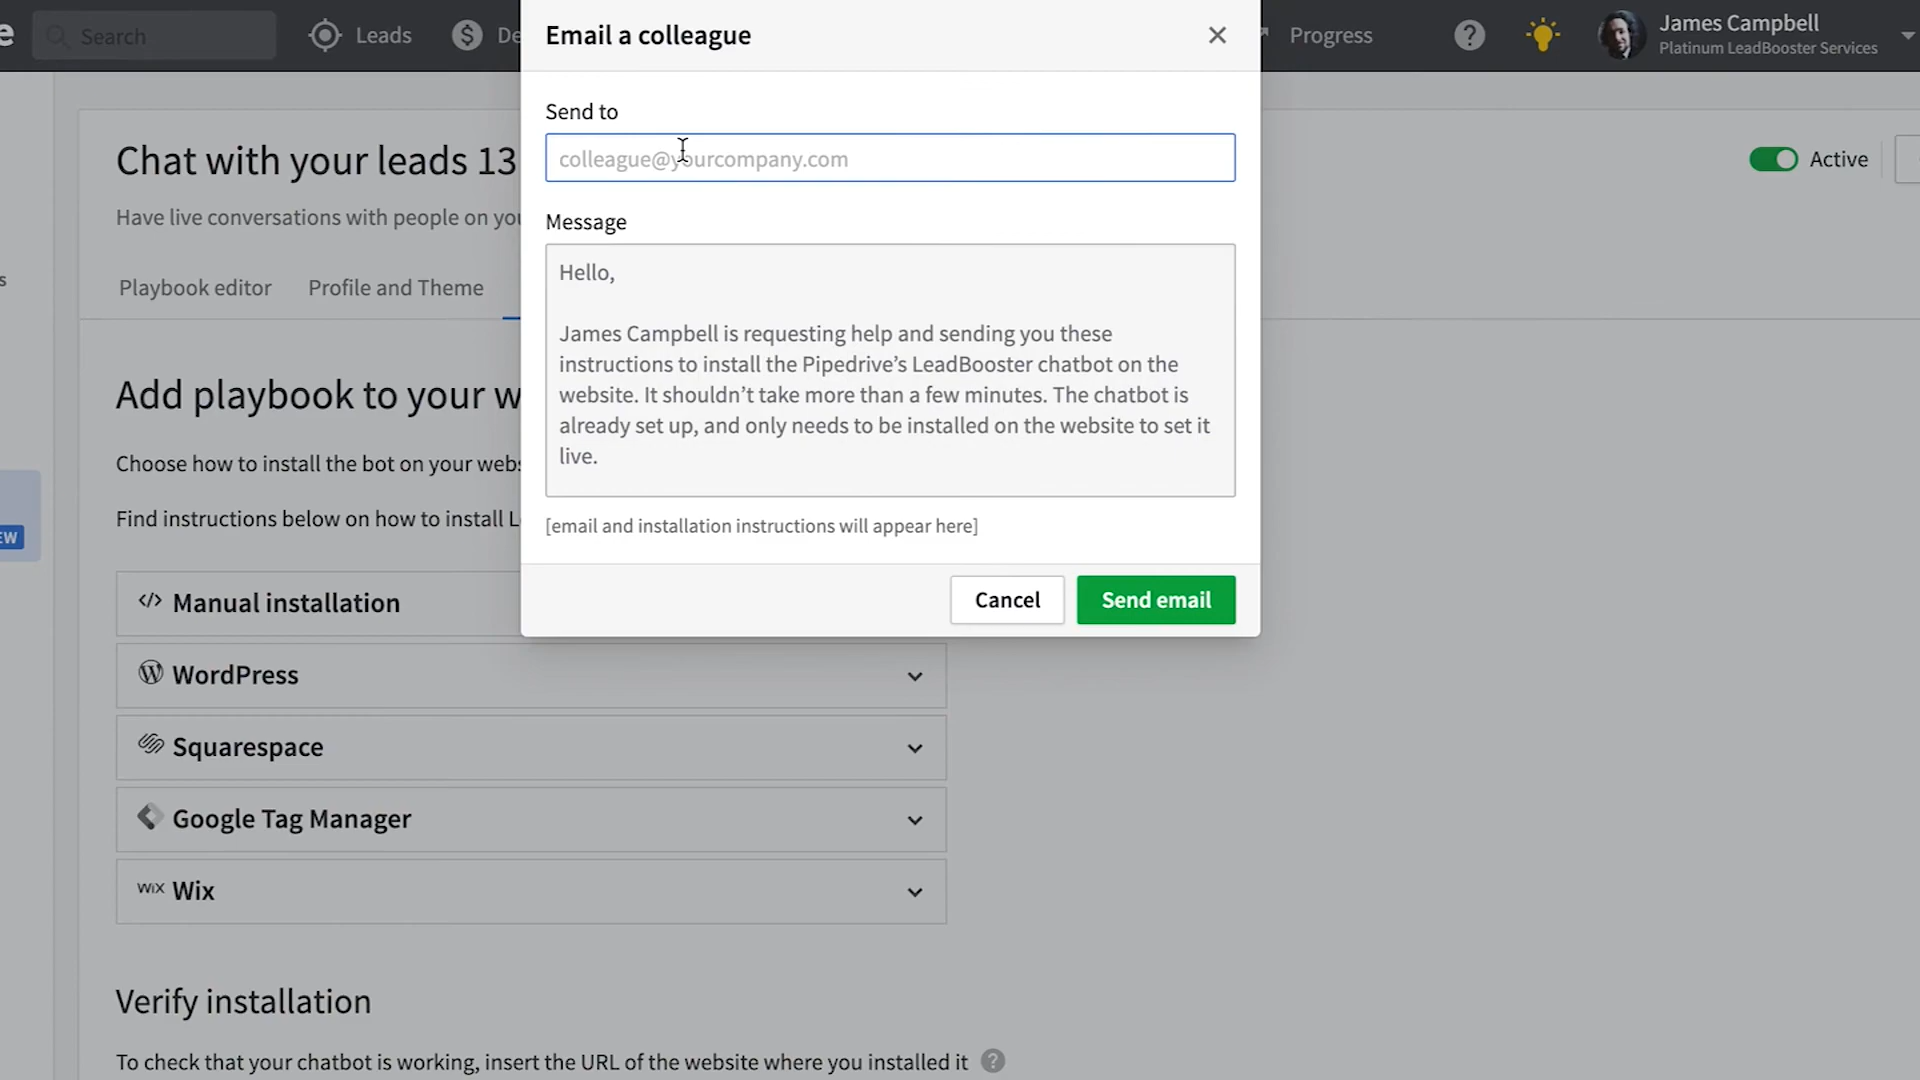 e
Search
Leads
De
Progress
James Campbell
Platinum LeadBooster Services
Email a colleague
Send to
colleague@yourcompany.com
Message
Hello,
James Campbell is requesting help and sending you these
instructions to install the Pipedrive’s LeadBooster chatbot on the
website. It shouldn’t take more than a few minutes. The chatbot is
already set up, and only needs to be installed on the website to set it
live.
[email and installation instructions will appear here]
Cancel
Send email
Chat with your leads 13
Active
Have live conversations with people on you
s
Playbook editor
Profile and Theme
Add playbook to your w
Choose how to install the bot on your webs
Find instructions below on how to install L
EW
</> Manual installation
WordPress
Squarespace
Google Tag Manager
WiX Wix
Verify installation
To check that your chatbot is working, insert the URL of the website where you installed it